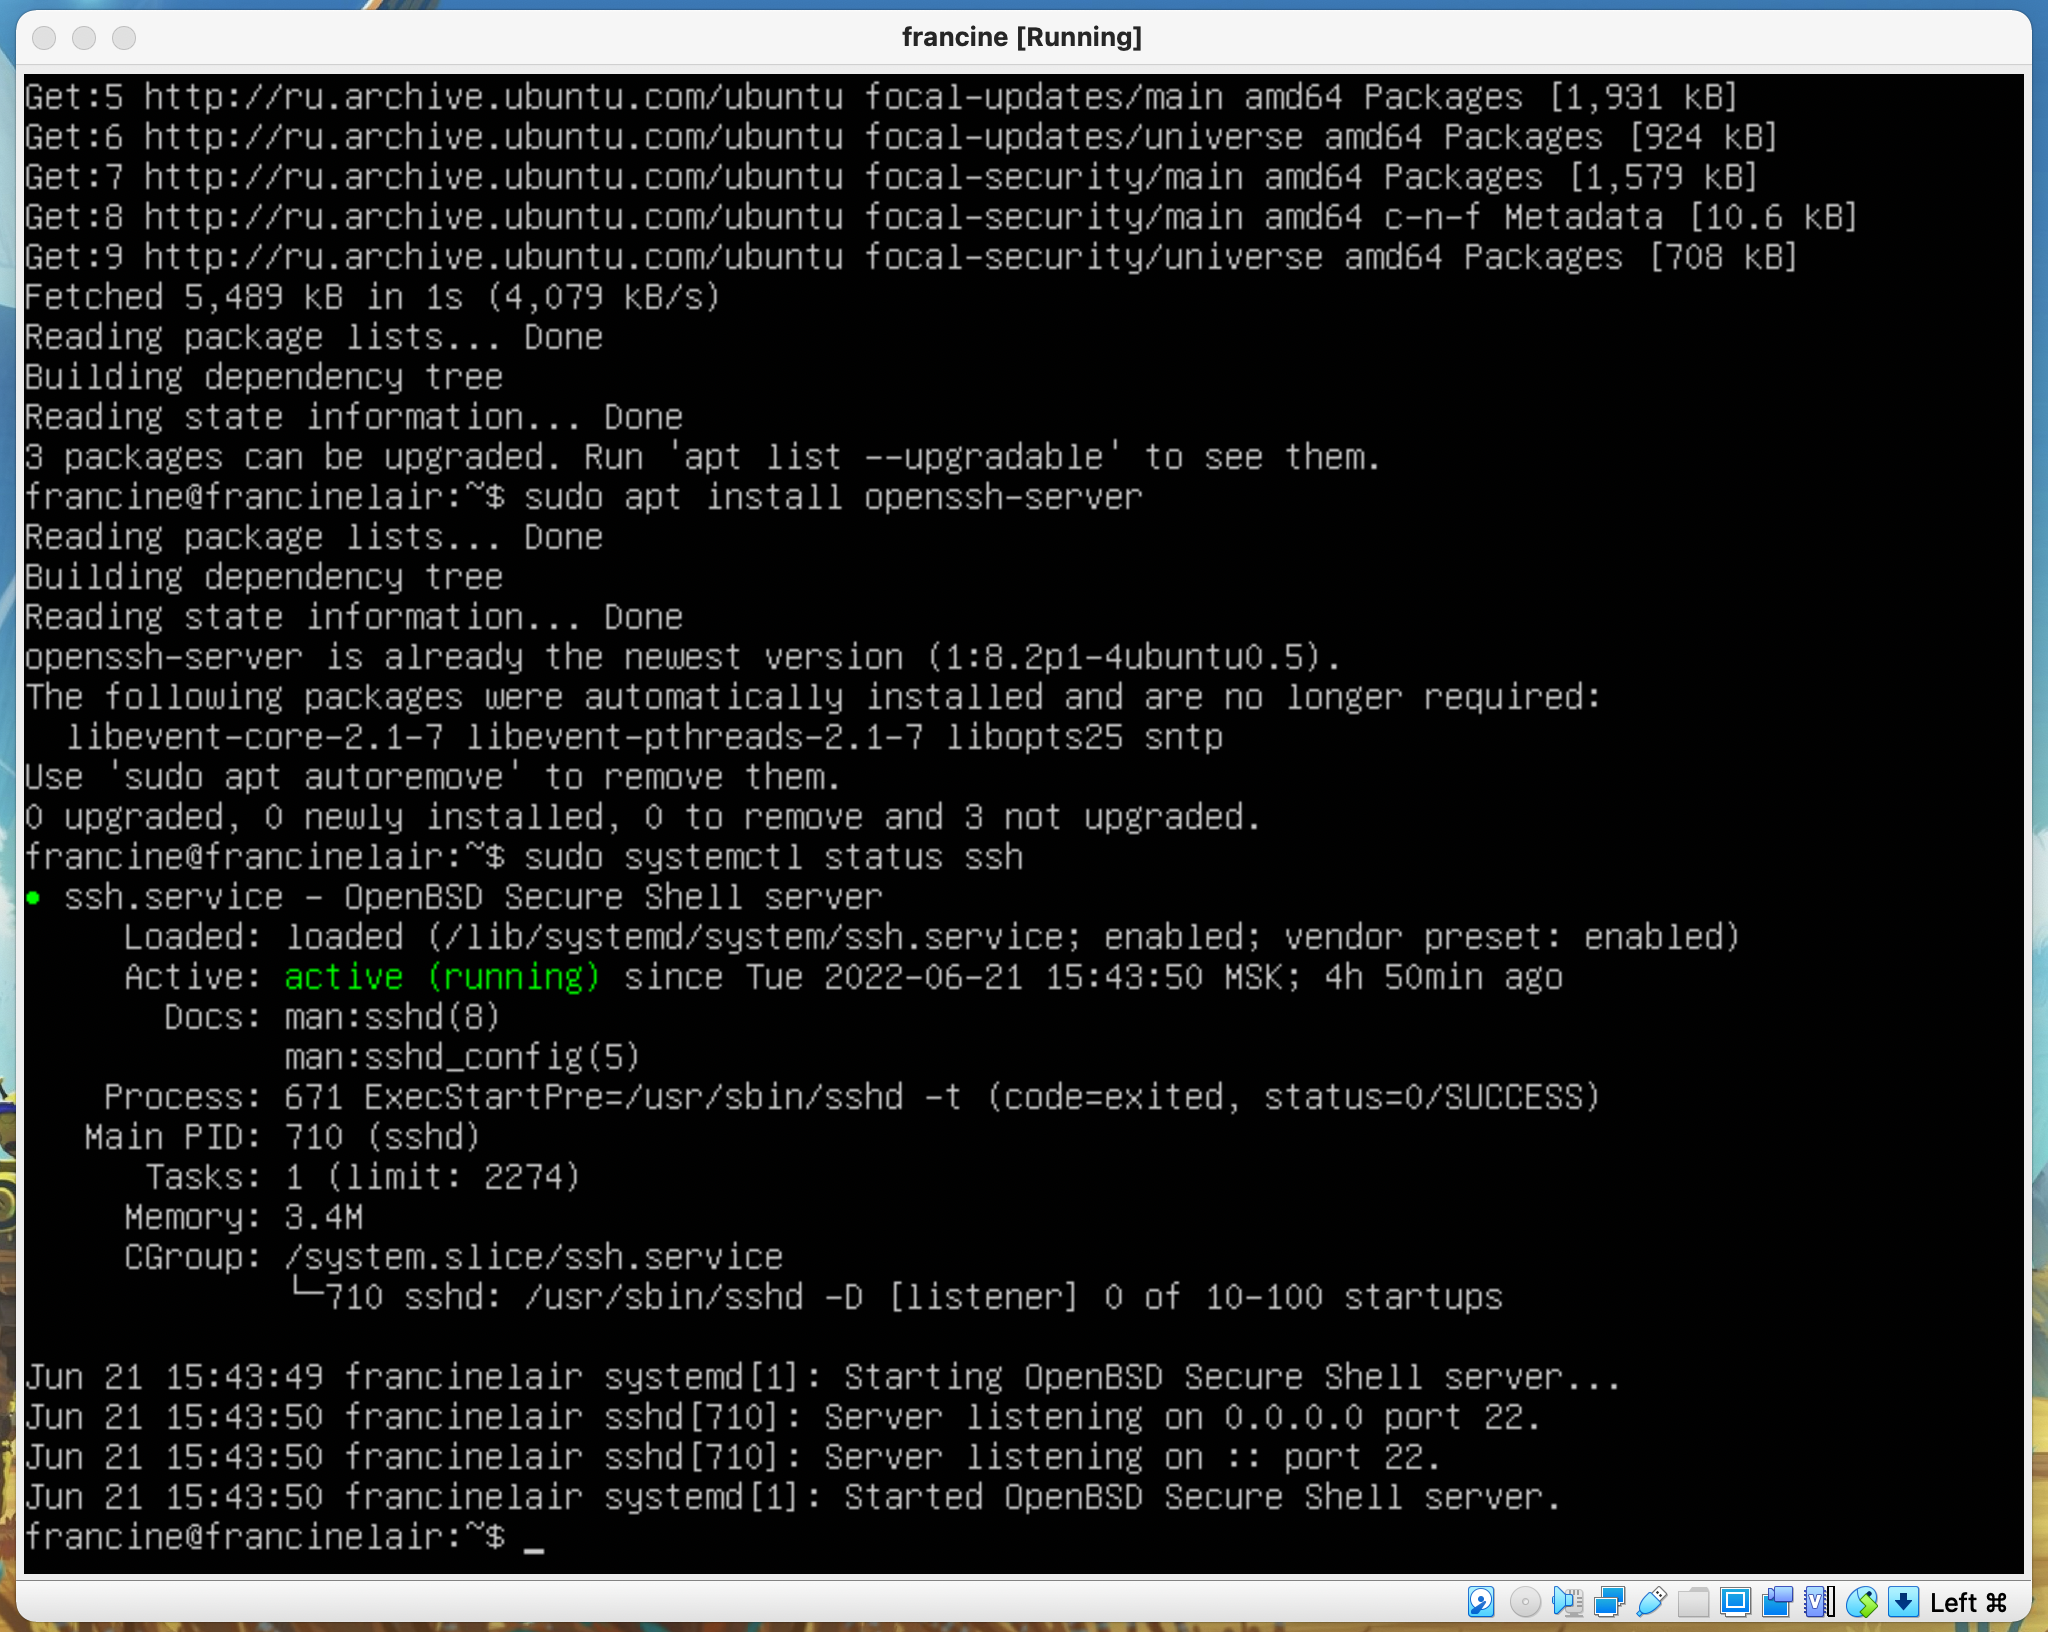 francine [Running]
Get:5 http://ru.archive.ubuntu.com/ubuntu focal-updates/main amd64 Packages [1,931 kB]
Get:6 http://ru.archive.ubuntu.com/ubuntu focal-updates/universe amd64 Packages [924 kB]
Get:7 http://ru.archive.ubuntu.com/ubuntu focal-security/main amd64 Packages [1,579 kB]
Get:8 http://ru.archive.ubuntu.com/ubuntu focal-security/main amd64 c-n-f Metadata [10.6 kB]
Get:9 http://ru.archive.ubuntu.com/ubuntu focal-security/universe amd64 Packages [708 kB]
Fetched 5,489 kB in 1s (4,079 kB/s)
Reading package lists... Done
Building dependency tree
Reading state information... Done
3 packages can be upgraded. Run 'apt list --upgradable' to see them.
francine@francinelair:~$ sudo apt install openssh-server
Reading package lists... Done
Building dependency tree
Reading state information... Done
openssh-server is already the newest version (1:8.2p1-4ubuntu0.5).
The following packages were automatically installed and are no longer required:
  libevent-core-2.1-7 libevent-pthreads-2.1-7 libopts25 sntp
Use 'sudo apt autoremove' to remove them.
0 upgraded, 0 newly installed, 0 to remove and 3 not upgraded.
francine@francinelair:~$ sudo systemctl status ssh
● ssh.service - OpenBSD Secure Shell server
     Loaded: loaded (/lib/systemd/system/ssh.service; enabled; vendor preset: enabled)
     Active: active (running) since Tue 2022-06-21 15:43:50 MSK; 4h 50min ago
       Docs: man:sshd(8)
             man:sshd_config(5)
    Process: 671 ExecStartPre=/usr/sbin/sshd -t (code=exited, status=0/SUCCESS)
   Main PID: 710 (sshd)
      Tasks: 1 (limit: 2274)
     Memory: 3.4M
     CGroup: /system.slice/ssh.service
             └─710 sshd: /usr/sbin/sshd -D [listener] 0 of 10-100 startups
Jun 21 15:43:49 francinelair systemd[1]: Starting OpenBSD Secure Shell server...
Jun 21 15:43:50 francinelair sshd[710]: Server listening on 0.0.0.0 port 22.
Jun 21 15:43:50 francinelair sshd[710]: Server listening on :: port 22.
Jun 21 15:43:50 francinelair systemd[1]: Started OpenBSD Secure Shell server.
francine@francinelair:~$ _
Left ⌘